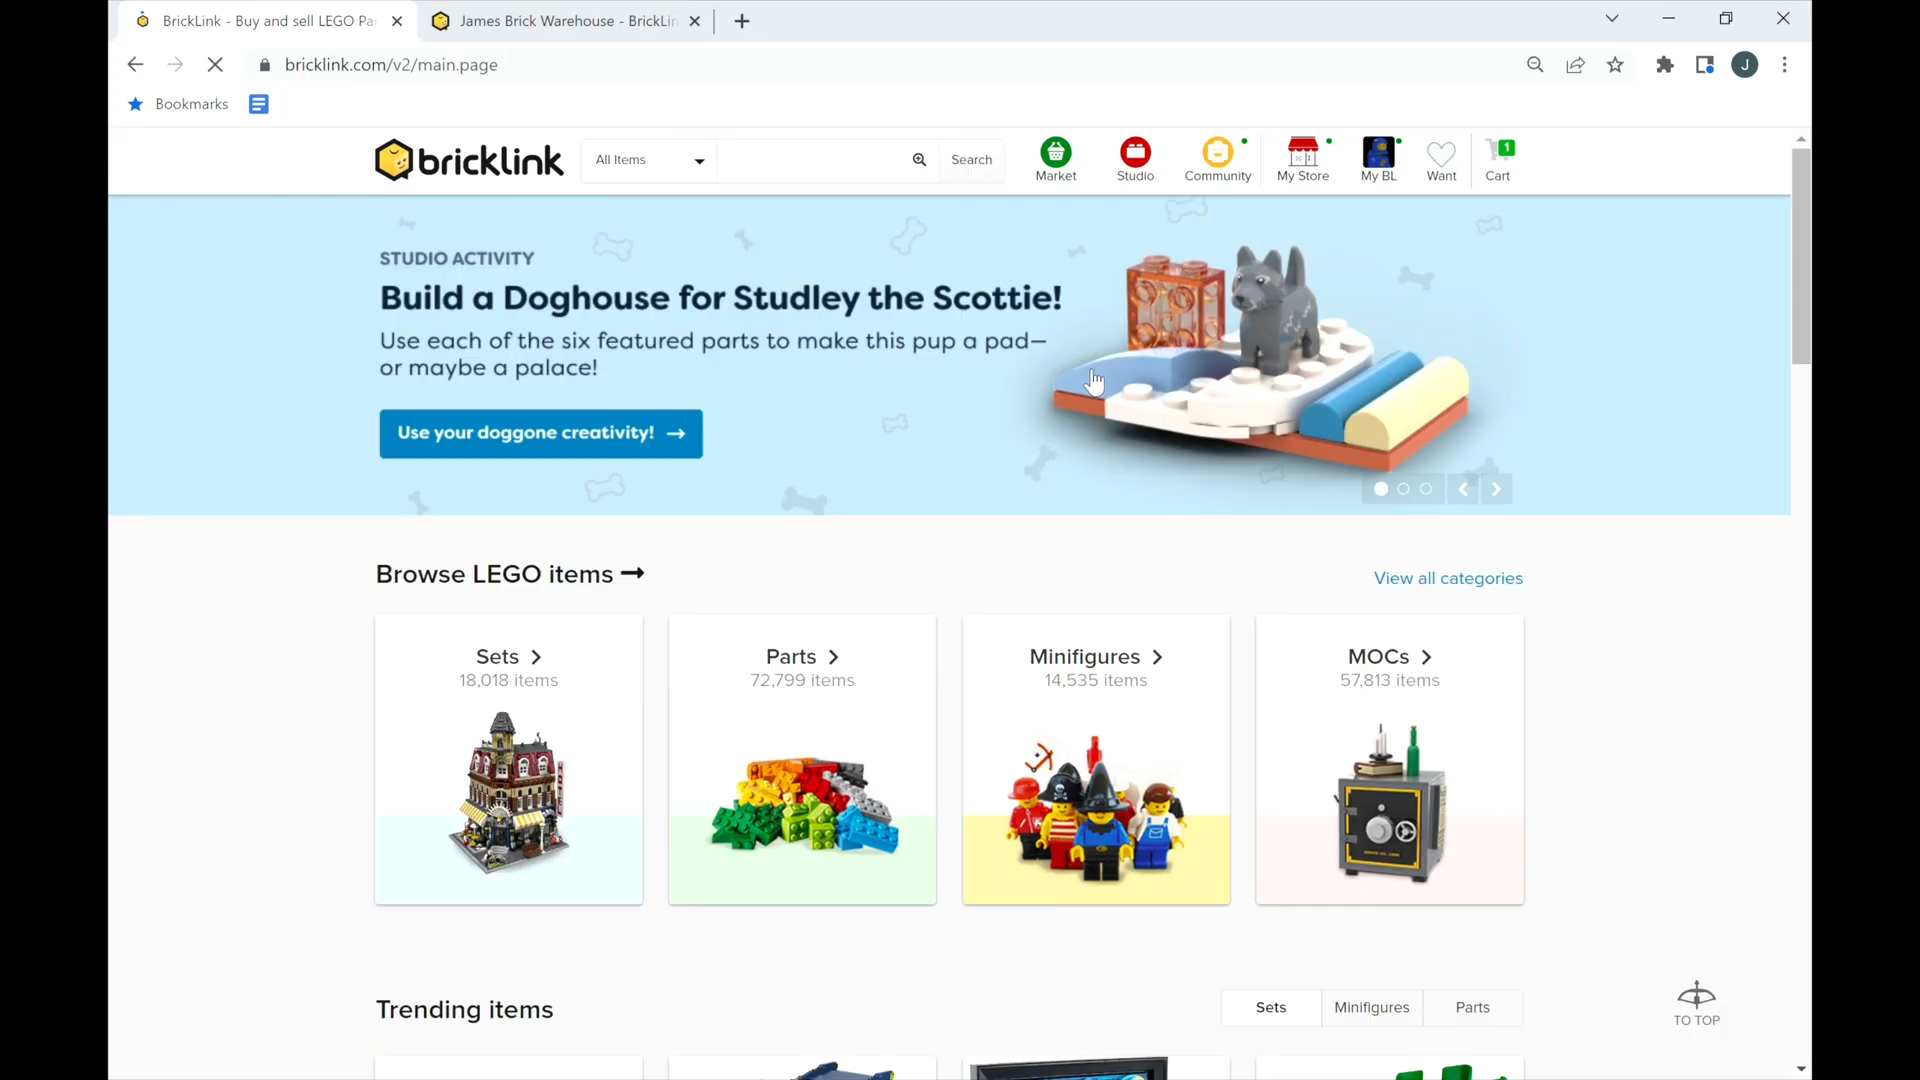 BrickLink - Buy and sell LEGO Pa
James Brick Warehouse - BrickLin
bricklink.com/v2/main.page
J
Bookmarks
bricklink
All Items
Search
Market
Studio
Community
My Store
My BL
Want
1
Cart
STUDIO ACTIVITY
Build a Doghouse for Studley the Scottie!
Use each of the six featured parts to make this pup a pad—
or maybe a palace!
Use your doggone creativity! →
Browse LEGO items →
View all categories
Sets >
18,018 items
Parts >
72,799 items
Minifigures >
14,535 items
MOCs >
57,813 items
Trending items
Sets
Minifigures
Parts
TO TOP